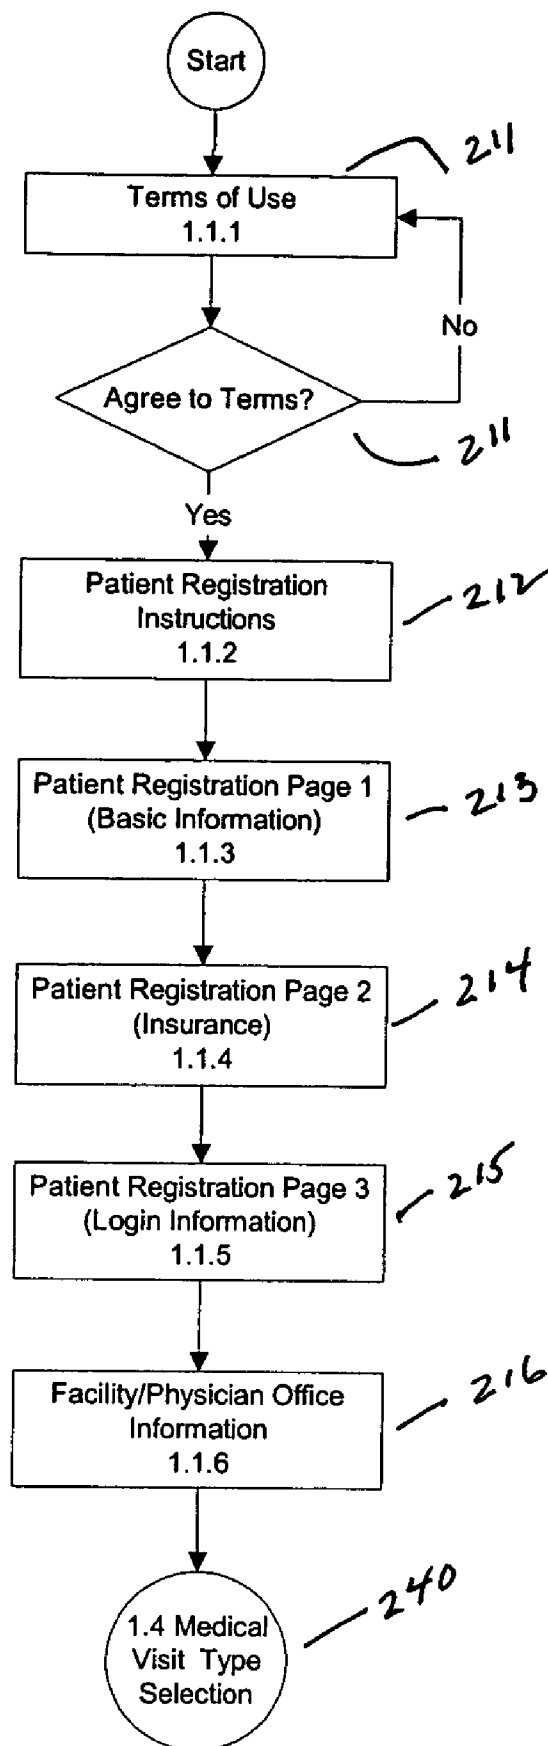 Start
211
Terms of Use
1.1.1
No
Agree to Terms?
211
Yes
Patient Registration
Instructions
1.1.2
212
Patient Registration Page 1
(Basic Information)
1.1.3
213
Patient Registration Page 2
(Insurance)
1.1.4
214
Patient Registration Page 3
(Login Information)
1.1.5
215
Facility/Physician Office
Information
1.1.6
216
1.4 Medical
Visit Type
Selection
240